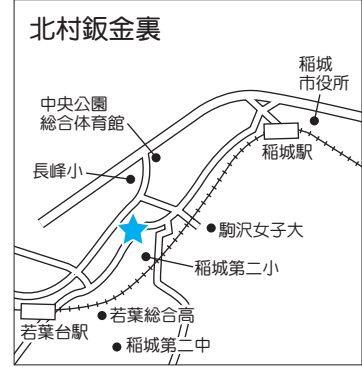 北村鈑金裏
稲城
市役所
中央公園
総合体育館
稲城駅
長峰小
駒沢女子大
稲城第二小
若葉総合高
若葉台駅
稲城第二中